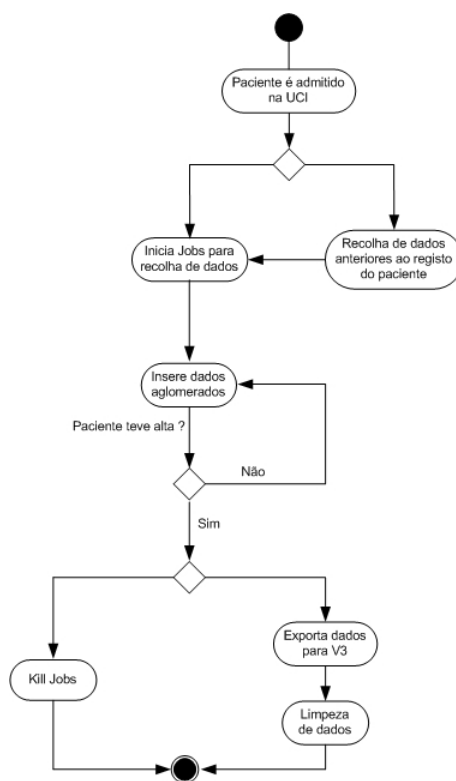 Paciente é admitido
na UCI
Inicia Jobs para
recolha de dados
Recolha de dados
anteriores ao registo
do paciente
Insere dados
aglomerados
Paciente teve alta ?
Não
Sim
Exporta dados
para V3
Kill Jobs
Limpeza
de dados